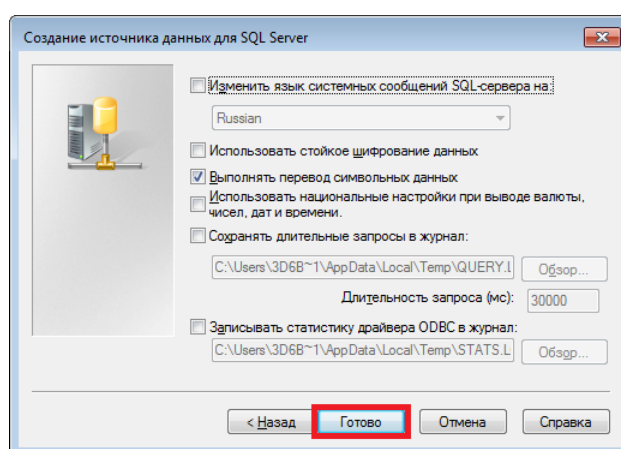 Создание источника данных для SQL Server
Изменить язык системных сообщений SQL-сервера на:
Russian
Использовать стойкое шифрование данных
Выполнять перевод символьных данных
Использовать национальные настройки при выводе валюты,
чисел, дат и времени.
Сохранять длительные запросы в журнал:
C:\Users\3D6B~1\AppData\Local\Temp\QUERY.L
Обзор...
Длительность запроса (мс):
30000
Записывать статистику драйвера ODBC в журнал:
C:\Users\3D6B~1\AppData\Local\Temp\STATS.L
Обзор...
< Назад
Готово
Отмена
Справка